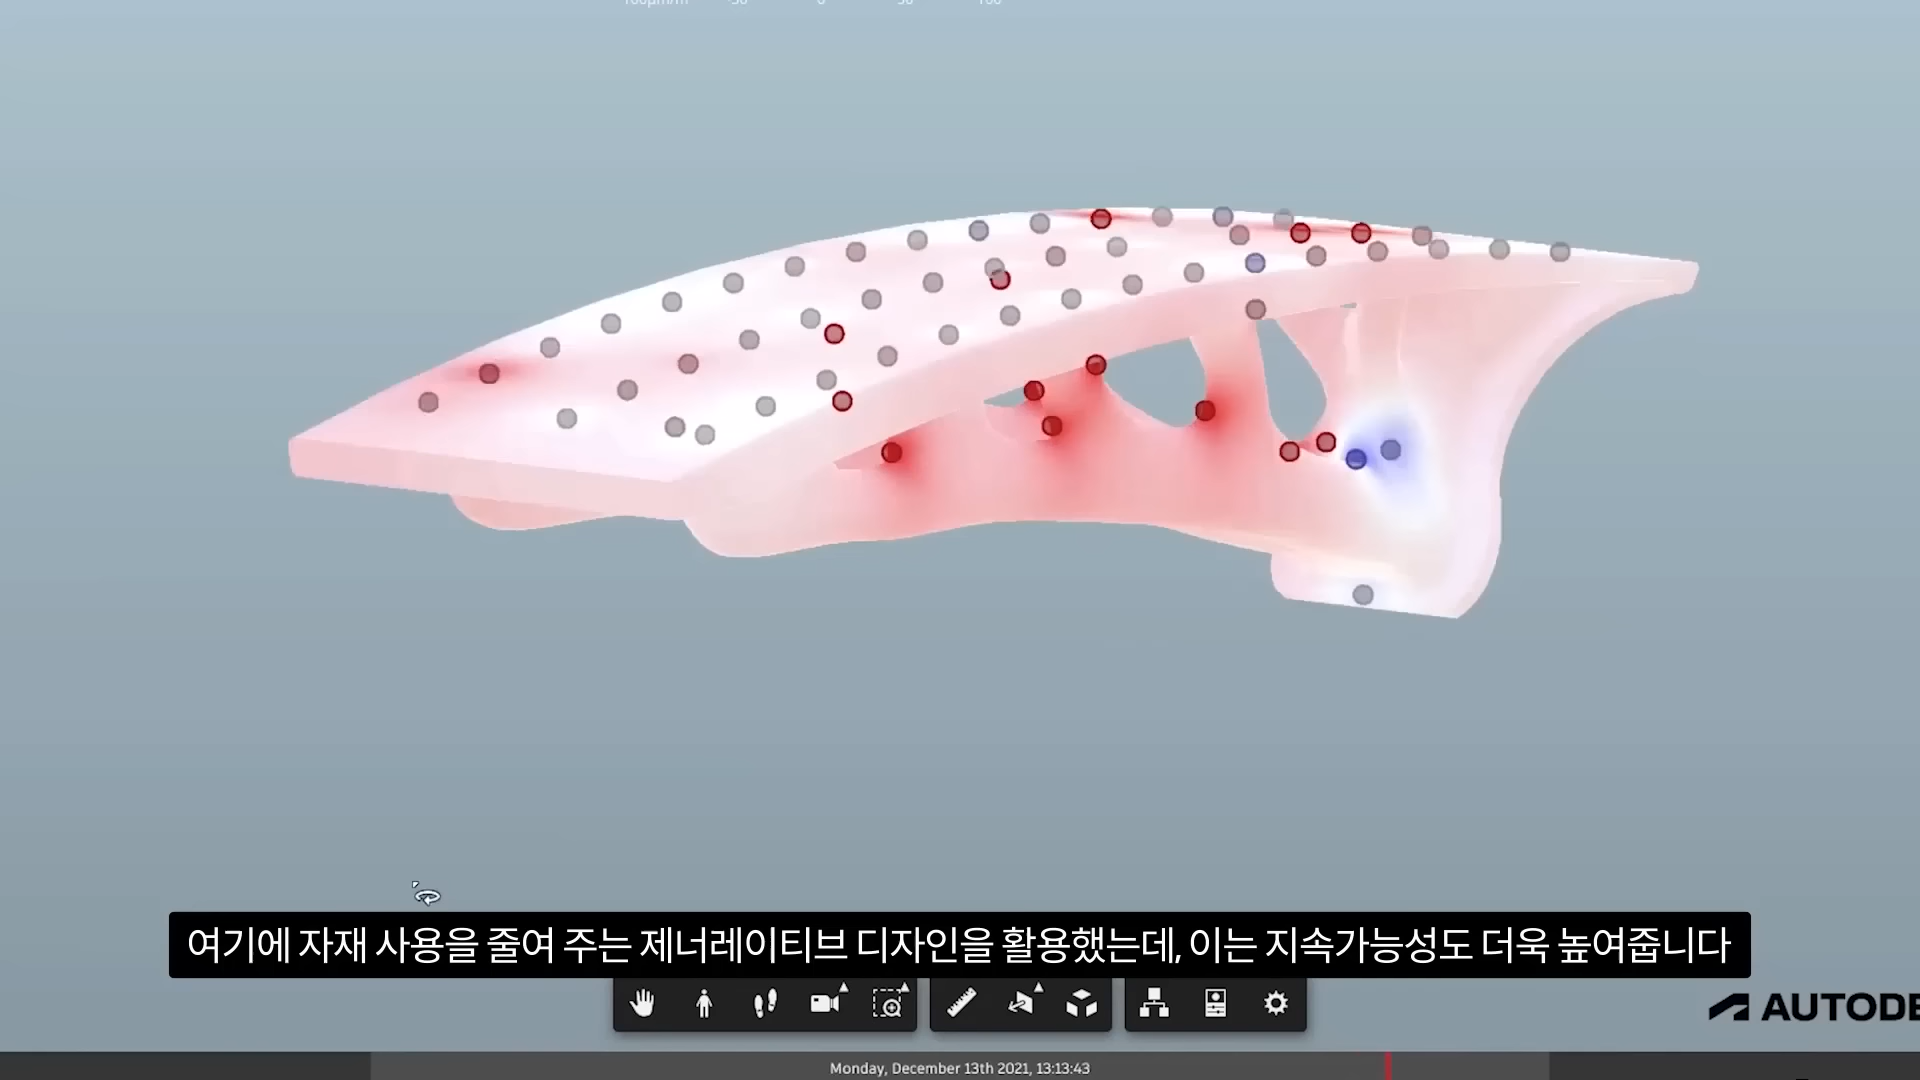 여기에 자재 사용을 줄여 주는 제너레이티브 디자인을 활용했는데, 이는 지속가능성도 더욱 높여줍니다
AUTODE
Monday, December 13th 2021, 13:13:43